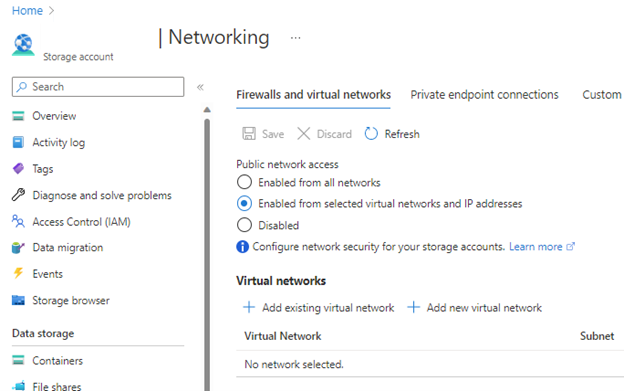 Home >
| Networking ...
Storage account
Search
«
Overview
Activity log
Tags
Diagnose and solve problems
Access Control (IAM)
Data migration
Events
Storage browser
Data storage
Containers
File shares
Firewalls and virtual networks Private endpoint connections Custom
Save Discard Refresh
Public network access
Enabled from all networks
Enabled from selected virtual networks and IP addresses
Disabled
Configure network security for your storage accounts. Learn more
Virtual networks
+ Add existing virtual network + Add new virtual network
Virtual Network Subnet
No network selected.